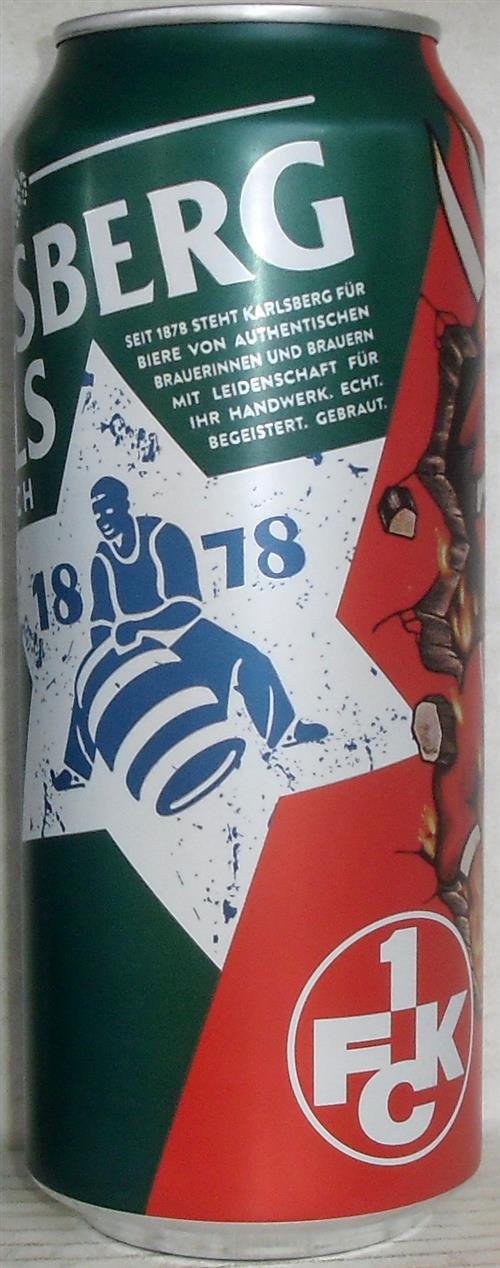 SBERG
LS
CH
SEIT 1878 STEHT KARLSBERG FÜR
BIERE VON AUTHENTISCHEN
BRAUERINNEN UND BRAUERN
MIT LEIDENSCHAFT FÜR
IHR HANDWERK. ECHT.
BEGEISTERT. GEBRAUT.
18 78
1
FCK